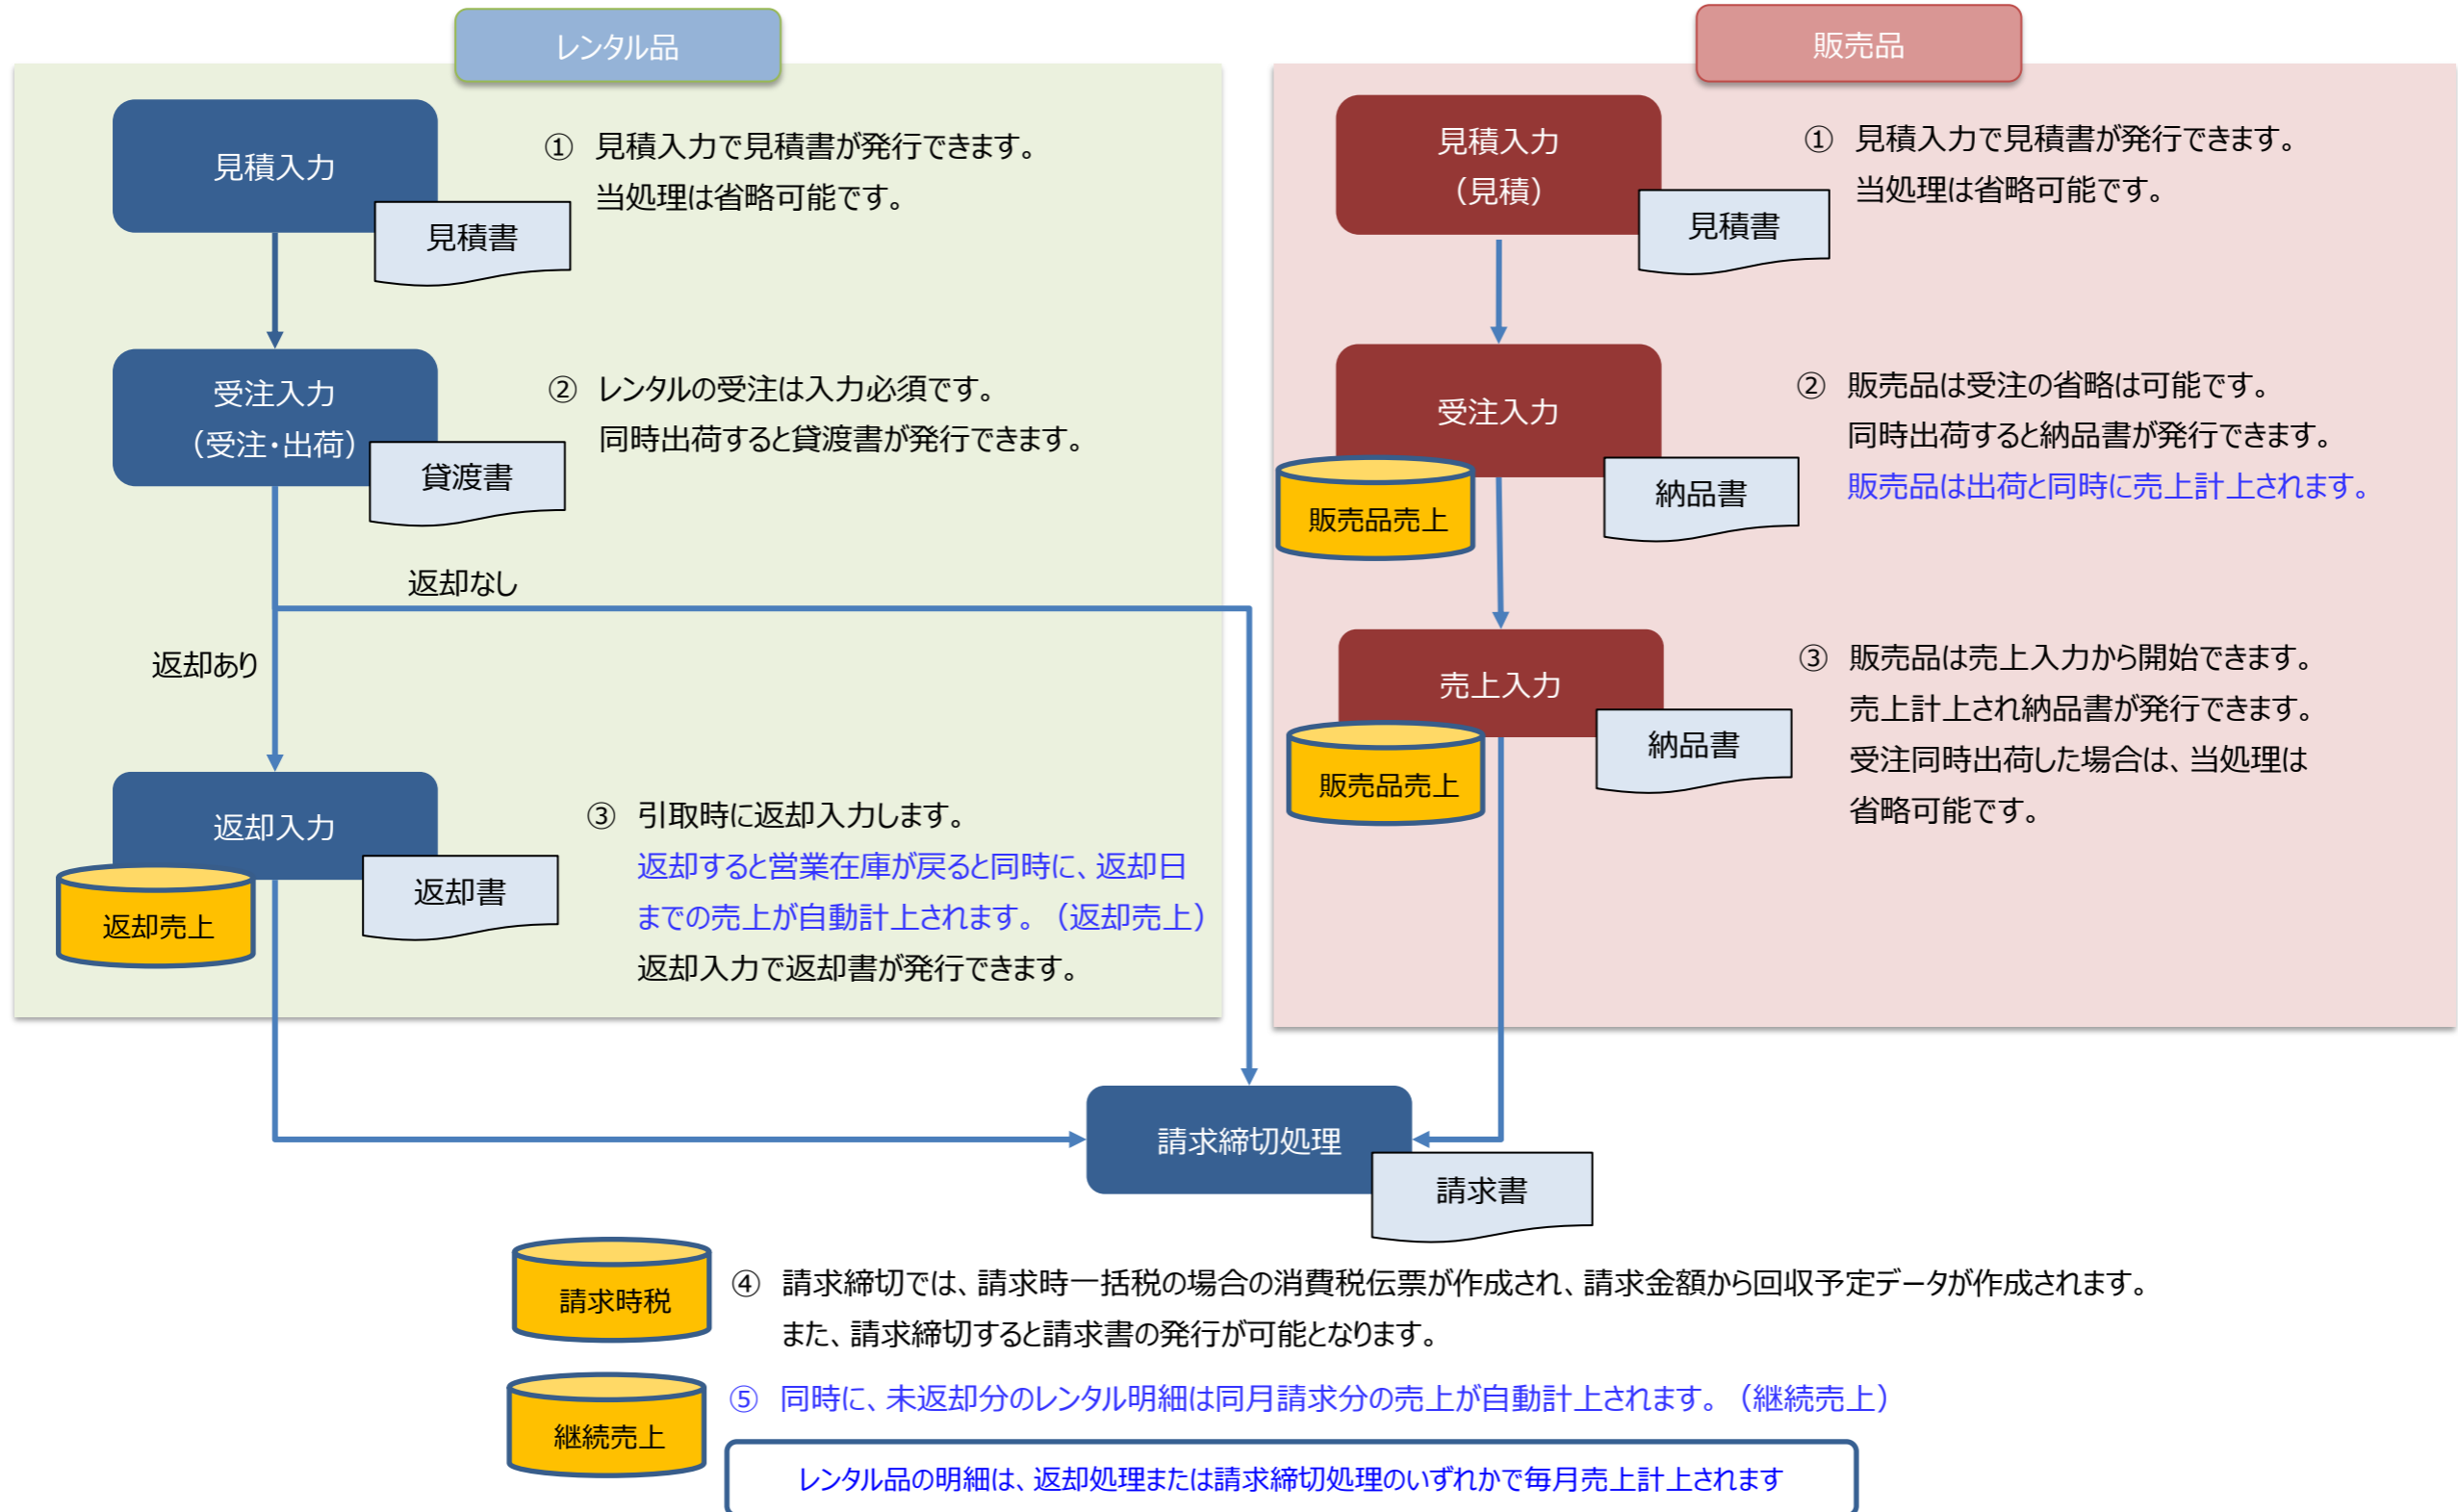 レンタル品
見積入力
見積書
① 見積入力で見積書が発行できます。
当処理は省略可能です。
受注入力
（受注・出荷）
貸渡書
② レンタルの受注は入力必須です。
同時出荷すると貸渡書が発行できます。
返却なし
返却あり
返却入力
返却書
返却売上
③ 引取時に返却入力します。
返却すると営業在庫が戻ると同時に、返却日
までの売上が自動計上されます。（返却売上）
返却入力で返却書が発行できます。
販売品
見積入力
（見積）
見積書
① 見積入力で見積書が発行できます。
当処理は省略可能です。
受注入力
販売品売上
納品書
② 販売品は受注の省略は可能です。
同時出荷すると納品書が発行できます。
販売品は出荷と同時に売上計上されます。
売上入力
販売品売上
納品書
③ 販売品は売上入力から開始できます。
売上計上され納品書が発行できます。
受注同時出荷した場合は、当処理は
省略可能です。
請求締切処理
請求書
請求時税
④ 請求締切では、請求時一括税の場合の消費税伝票が作成され、請求金額から回収予定データが作成されます。
また、請求締切すると請求書の発行が可能となります。
継続売上
⑤ 同時に、未返却分のレンタル明細は同月請求分の売上が自動計上されます。（継続売上）
レンタル品の明細は、返却処理または請求締切処理のいずれかで毎月売上計上されます